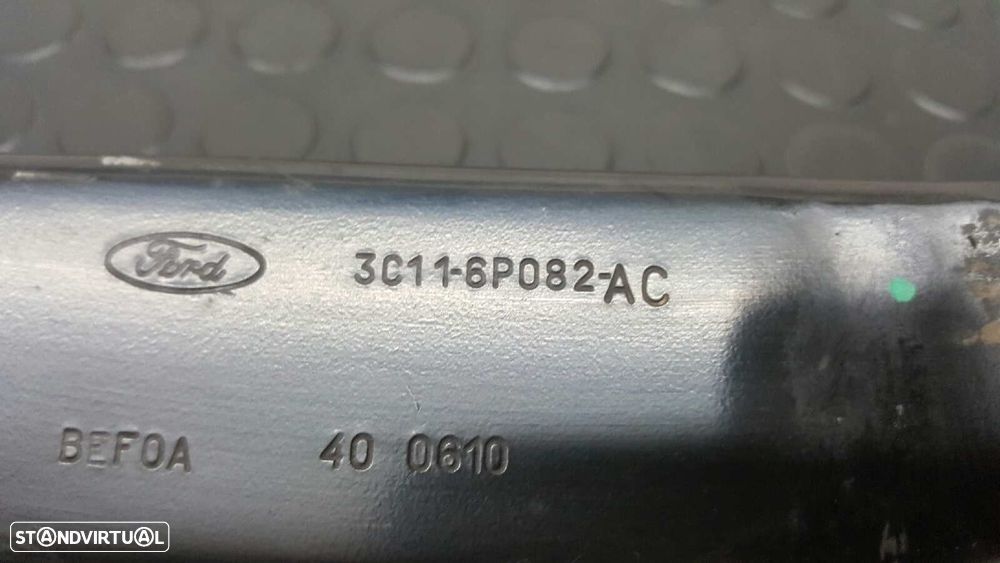 Ford
3C11-6P082-AC
BEFOA 40 0610
STANDVIRTUAL